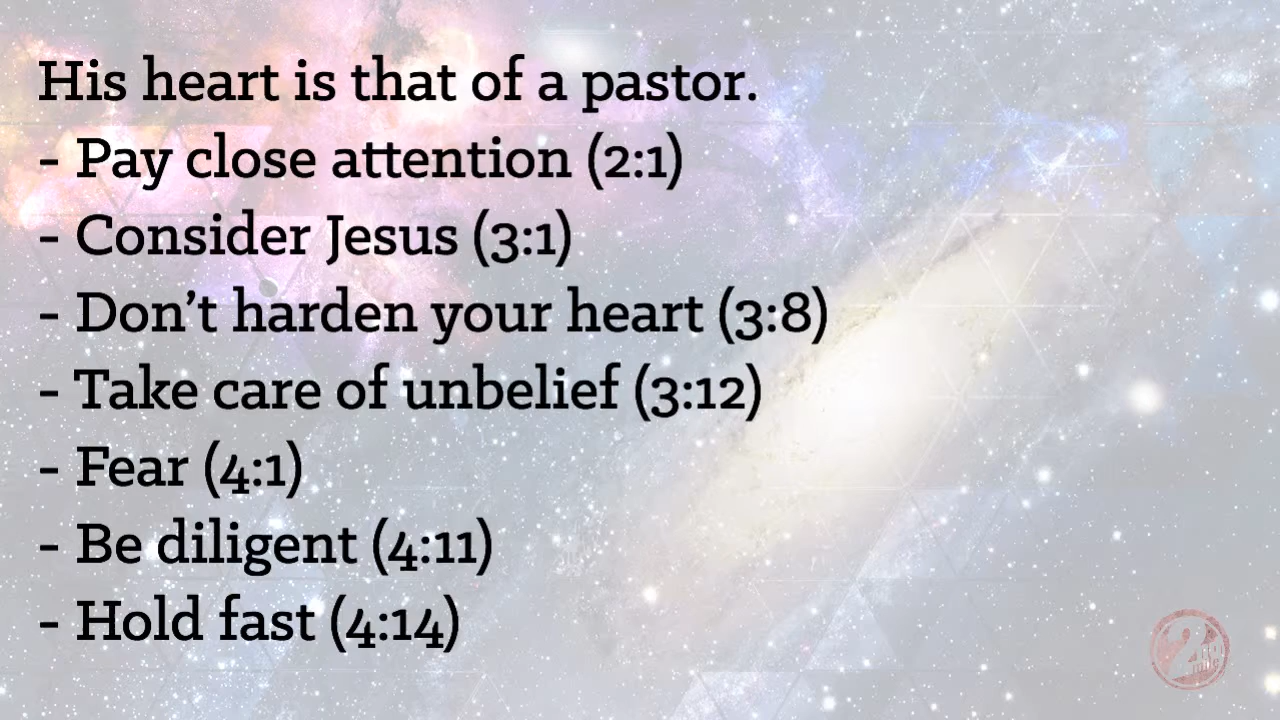 His heart is that of a pastor.
- Pay close attention (2:1)
- Consider Jesus (3:1)
- Don’t harden your heart (3:8)
- Take care of unbelief (3:12)
- Fear (4:1)
- Be diligent (4:11)
- Hold fast (4:14)
2